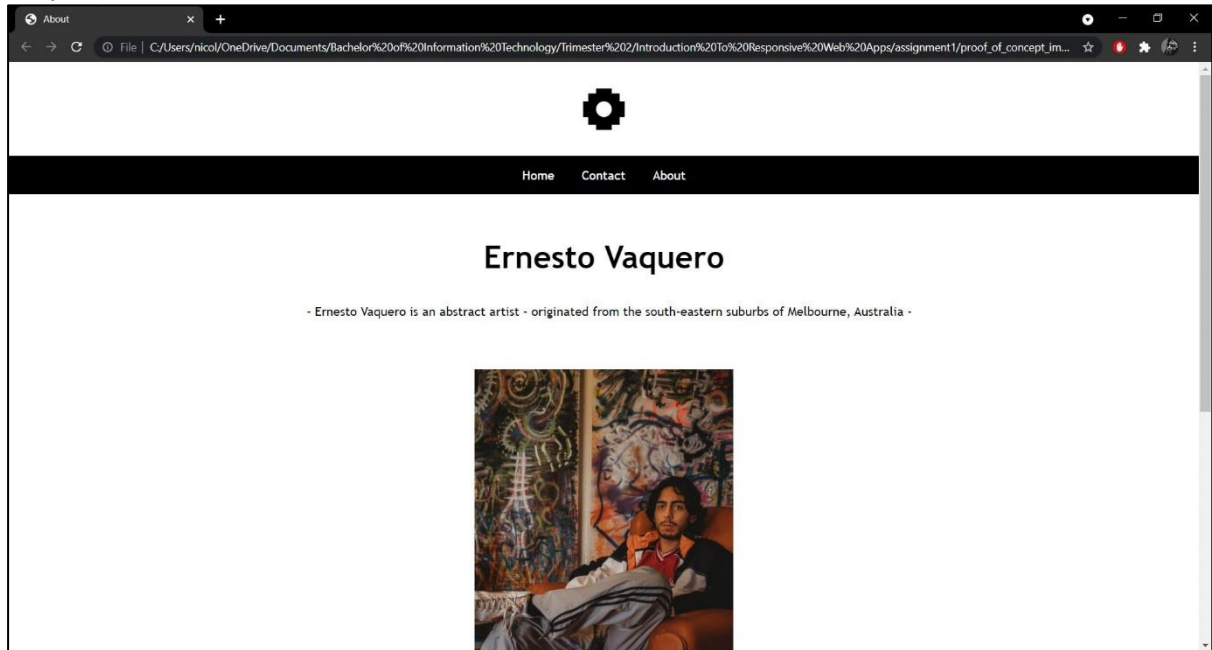 About
File | C:/Users/nicol/OneDrive/Documents/Bachelor%20of%20Information%20Technology/Trimester%202/Introduction%20To%20Responsive%20Web%20Apps/assignment1/proof_of_concept_im...
Home Contact About
Ernesto Vaquero
- Ernesto Vaquero is an abstract artist - originated from the south-eastern suburbs of Melbourne, Australia -